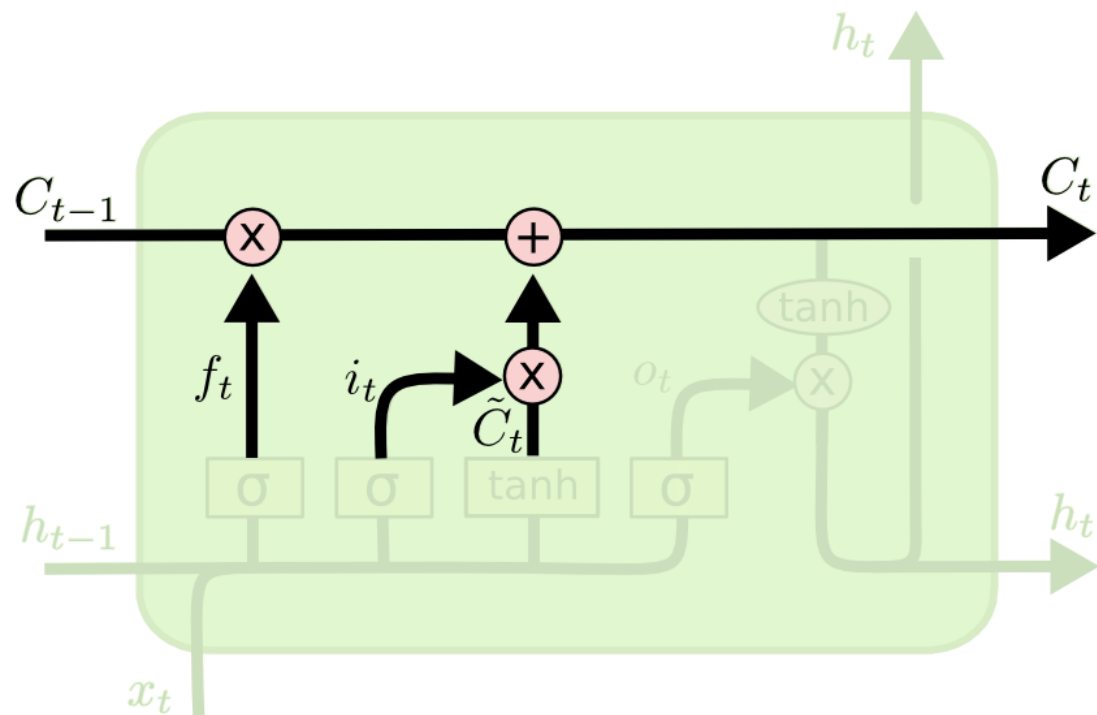 h_t
C_{t-1}
C_t
x
+
tanh
f_t
i_t
x
o_t
x
C̃_t
σ
σ
tanh
σ
h_{t-1}
h_t
x_t